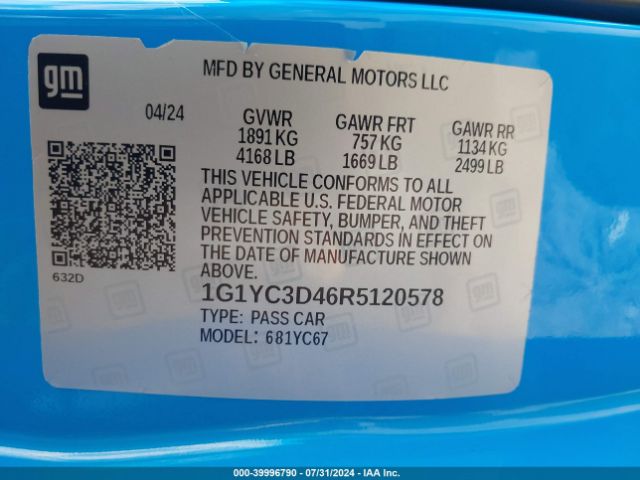 gm
MFD BY GENERAL MOTORS LLC
04/24
GVWR
1891 KG
4168 LB
GAWR FRT
757 KG
1669 LB
GAWR RR
1134 KG
2499 LB
THIS VEHICLE CONFORMS TO ALL
APPLICABLE U.S. FEDERAL MOTOR
VEHICLE SAFETY, BUMPER, AND THEFT
PREVENTION STANDARDS IN EFFECT ON
THE DATE OF MANUFACTURE SHOWN
ABOVE.
632D
1G1YC3D46R5120578
TYPE: PASS CAR
MODEL: 681YC67
000-39996790 / 07/31/2024 - IAA Inc.